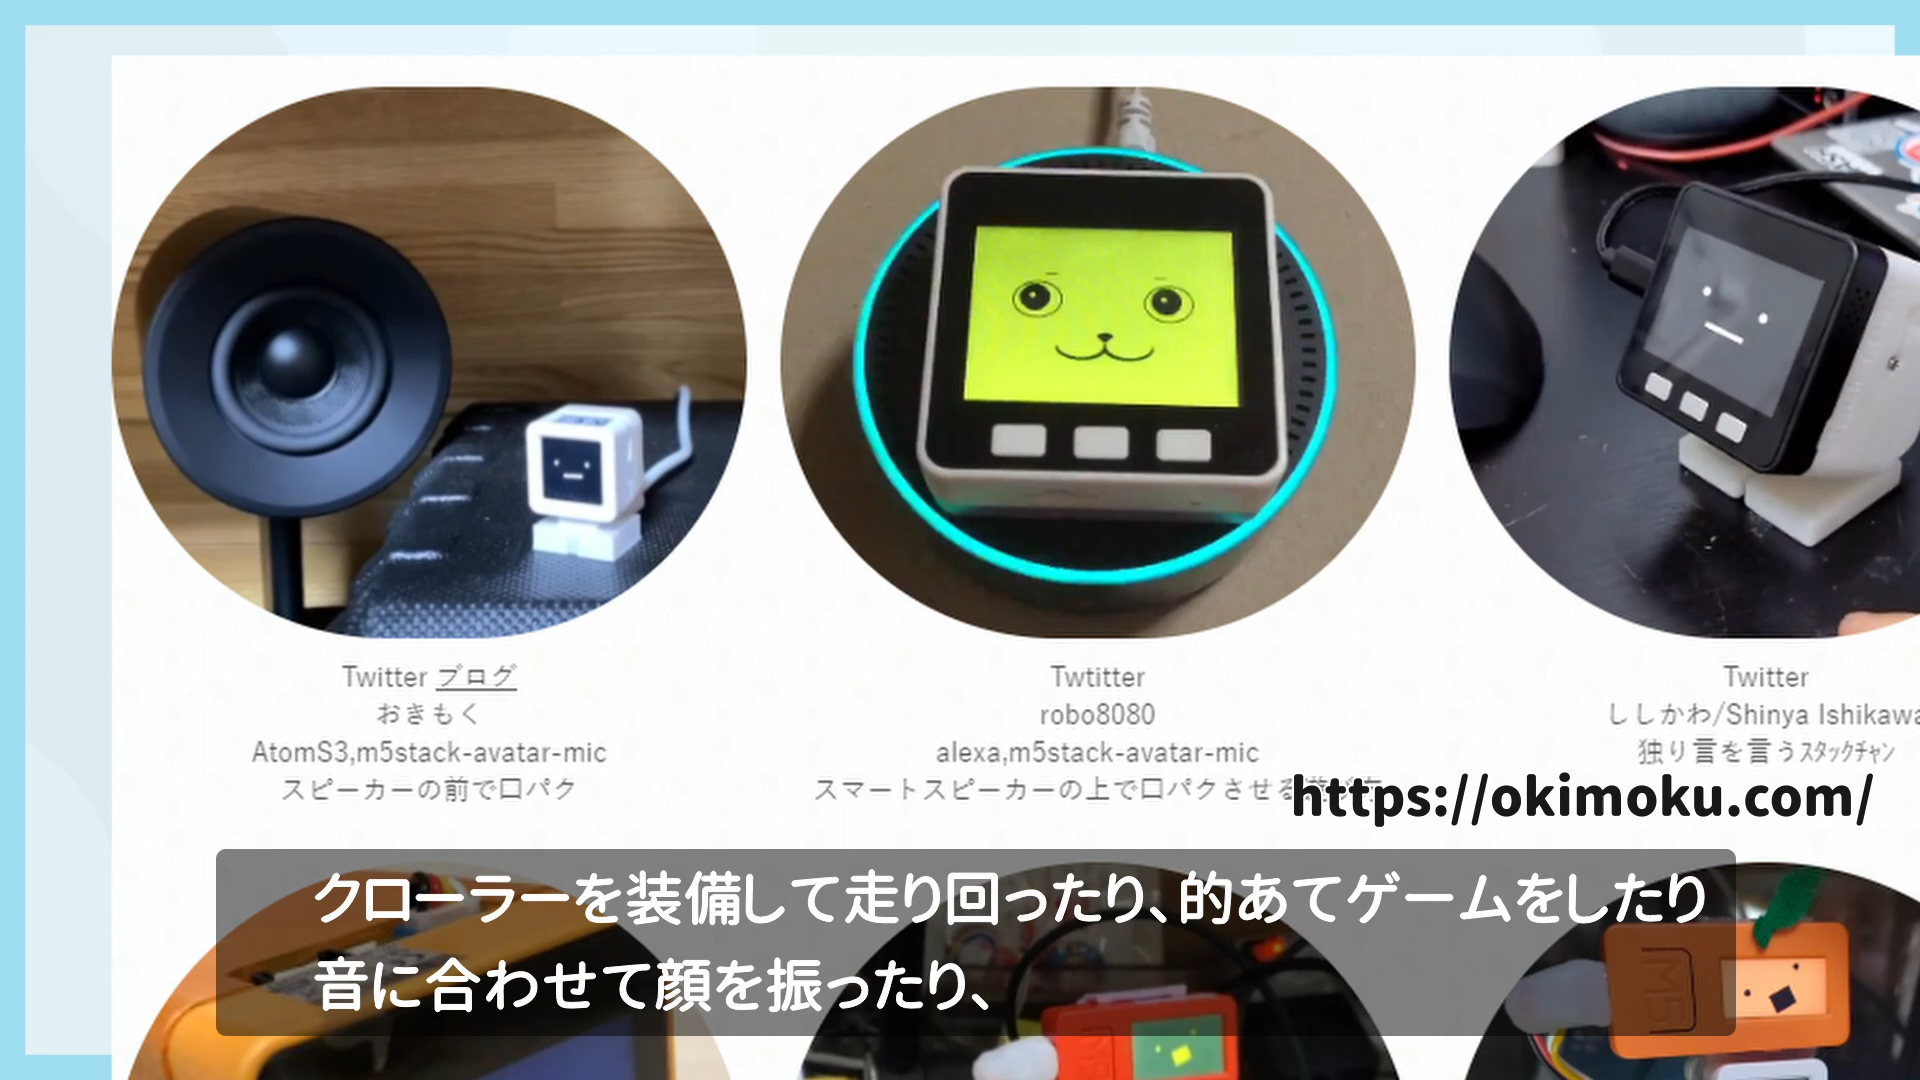 Twitter ブログ
おきもく
AtomS3,m5stack-avatar-mic
スピーカーの前で口パク
Twtitter
robo8080
alexa,m5stack-avatar-mic
スマートスピーカーの上で口パクさせる
Twitter
ししかわ/Shinya Ishikawa
独り言を言うスタックチャン
https://okimoku.com/
クローラーを装備して走り回ったり、的あてゲームをしたり
音に合わせて顔を振ったり、